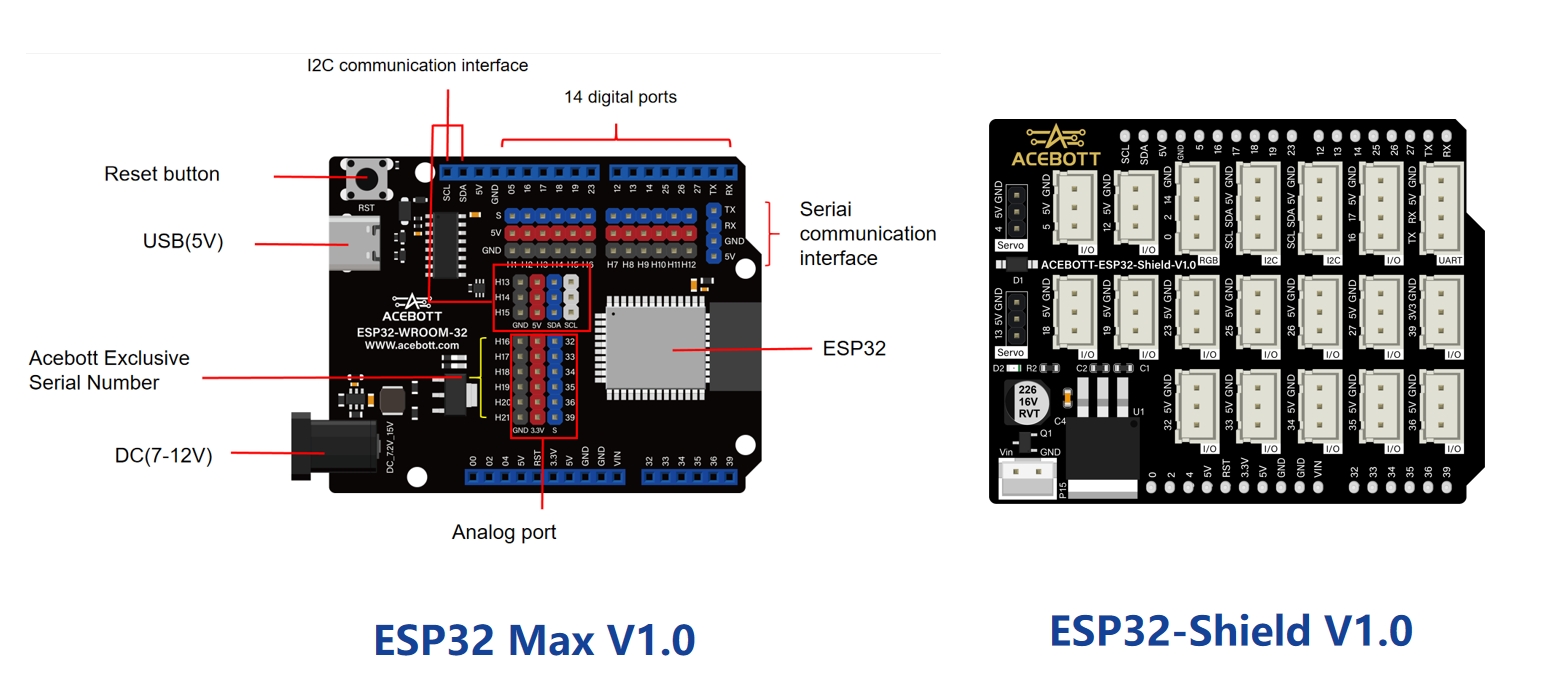 I2C communication interface
14 digital ports
Reset button
USB(5V)
Acebott Exclusive
Serial Number
DC(7-12V)
Seriai
communication
interface
ESP32
Analog port
RST
SCL SDA 5V GND 05 16 17 18 19 23 12 13 14 25 26 27 TX RX
S
5V
GND
H1 H2 H3 H4 H5 H6 H7 H8 H9 H10 H11 H12
TX
RX
GND
5V
H13
H14
H15
GND 5V SDA SCL
ACEBOTT
ESP32-WROOM-32
WWW.acebott.com
H16 32
H17 33
H18 34
H19 35
H20 36
H21 39
GND 3.3V S
DC_7.2V_15V
00 02 04 5V RST 3.3V 5V GND GND VIN 32 33 34 35 36 39
ESP32 Max V1.0
ACEBOTT
SCL SDA 5V GND 5 16 17 18 19 23 12 13 14 25 26 27 TX RX
4 5V GND
Servo
5 5V GND
I/O
12 5V GND
I/O
0 2 14 GND
RGB
SCL SDA 5V GND
I2C
SCL SDA 5V GND
I2C
16 17 5V GND
I/O
TX RX 5V GND
UART
D1
ACEBOTT-ESP32-Shield-V1.0
13 5V GND
Servo
18 5V GND
I/O
19 5V GND
I/O
23 5V GND
I/O
25 5V GND
I/O
26 5V GND
I/O
27 5V GND
I/O
39 3V3 GND
I/O
D2 R2 C2 C1
226
16V
RVT
C4
U1
Q1
Vin GND
P15
32 5V GND
I/O
33 5V GND
I/O
34 5V GND
I/O
35 5V GND
I/O
36 5V GND
I/O
0 2 4 5V RST 3.3V 5V GND GND VIN 32 33 34 35 36 39
ESP32-Shield V1.0